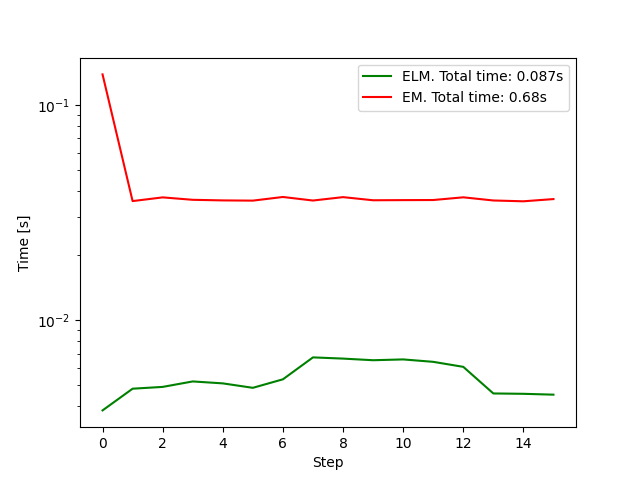 ELM. Total time: 0.087s
EM. Total time: 0.68s
10⁻¹
10⁻²
Time [s]
0 2 4 6 8 10 12 14
Step